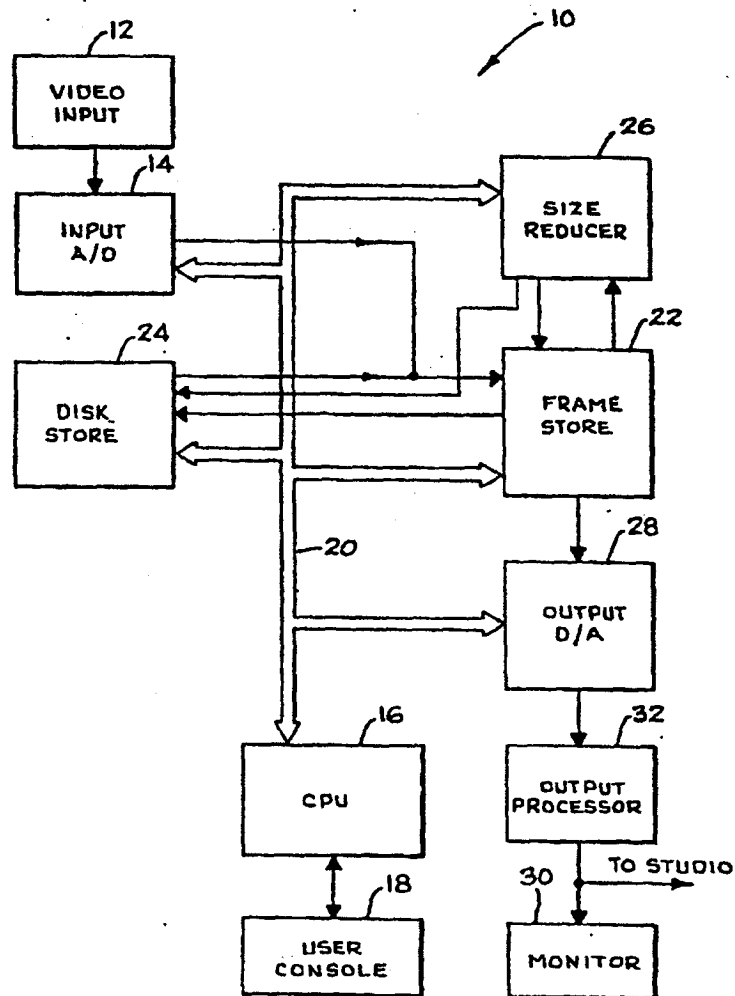 10
12
VIDEO
INPUT
14
INPUT
A/D
26
SIZE
REDUCER
24
DISK
STORE
22
FRAME
STORE
20
28
OUTPUT
D/A
16
CPU
32
OUTPUT
PROCESSOR
TO STUDIO
18
USER
CONSOLE
30
MONITOR